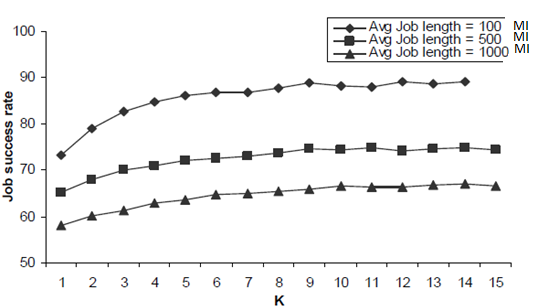 Avg Job length = 100 MI
Avg Job length = 500 MI
Avg Job length = 1000 MI
100
90
80
70
60
50
Job success rate
1 2 3 4 5 6 7 8 9 10 11 12 13 14 15
K